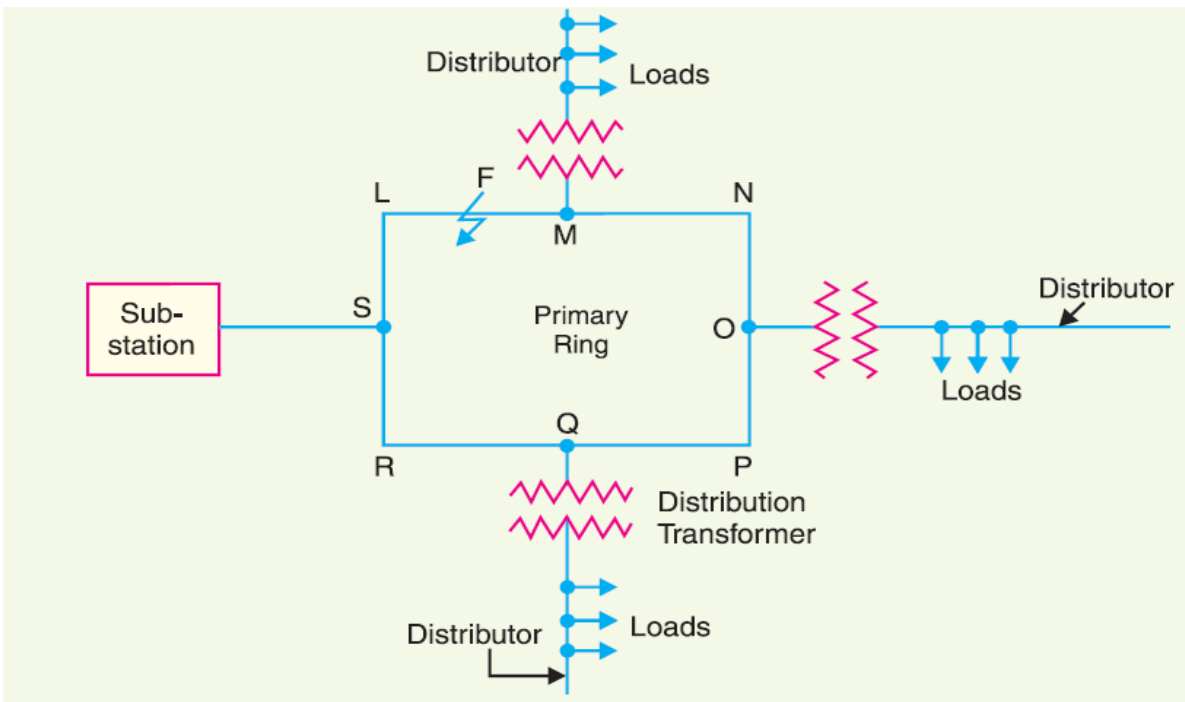 Distributor
Loads
F
L
N
M
Sub-
station
S
Primary
Ring
O
Distributor
Loads
Q
R
P
Distribution
Transformer
Distributor
Loads